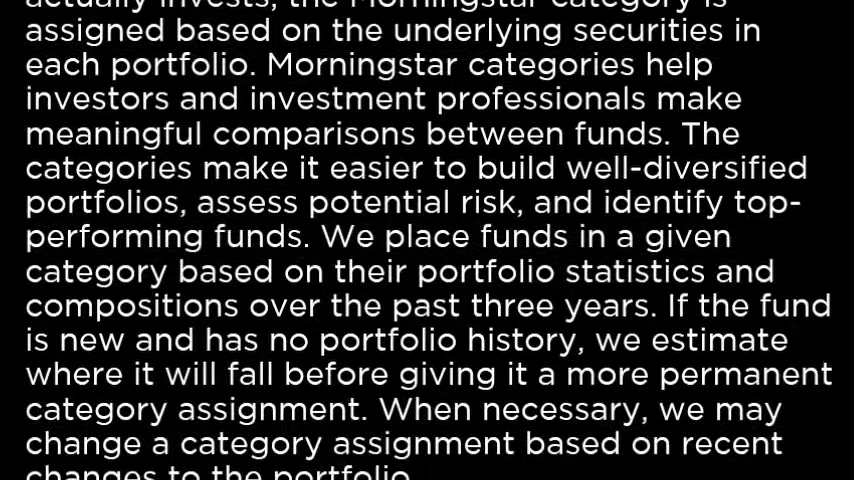 actually invests, the Morningstar category is
assigned based on the underlying securities in
each portfolio. Morningstar categories help
investors and investment professionals make
meaningful comparisons between funds. The
categories make it easier to build well-diversified
portfolios, assess potential risk, and identify top-
performing funds. We place funds in a given
category based on their portfolio statistics and
compositions over the past three years. If the fund
is new and has no portfolio history, we estimate
where it will fall before giving it a more permanent
category assignment. When necessary, we may
change a category assignment based on recent
changes to the portfolio